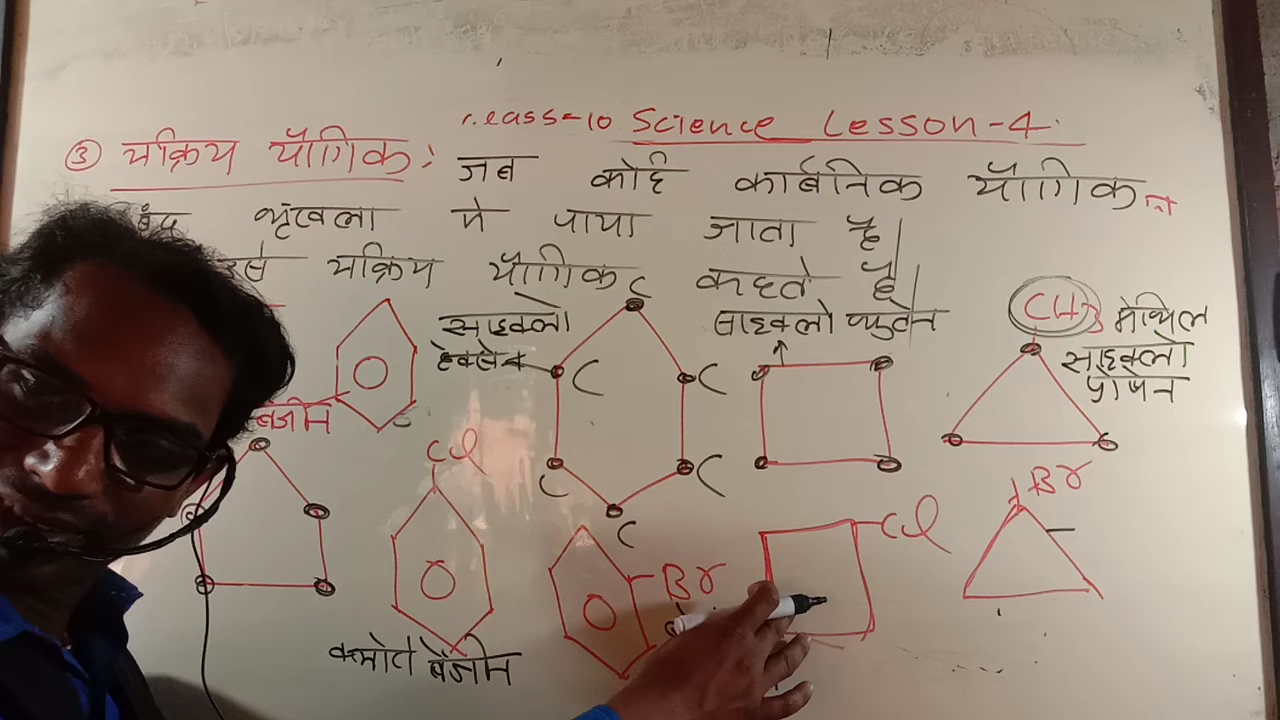 Class-10 Science Lesson-4
③ चक्रिय यौगिक: जब कोई कार्बनिक यौगिक
बंद श्रृंखला मे पाया जाता है।
उसे चक्रिय यौगिक कहते है।
साइक्लो
हेक्सेन
साइक्लो ब्युटेन
CH3 मेथिल
साइक्लो
प्रोपेन
C
C
C
C
C
C
बेंजीन
Cl
Br
Cl
Br
क्लोरो बेंजीन